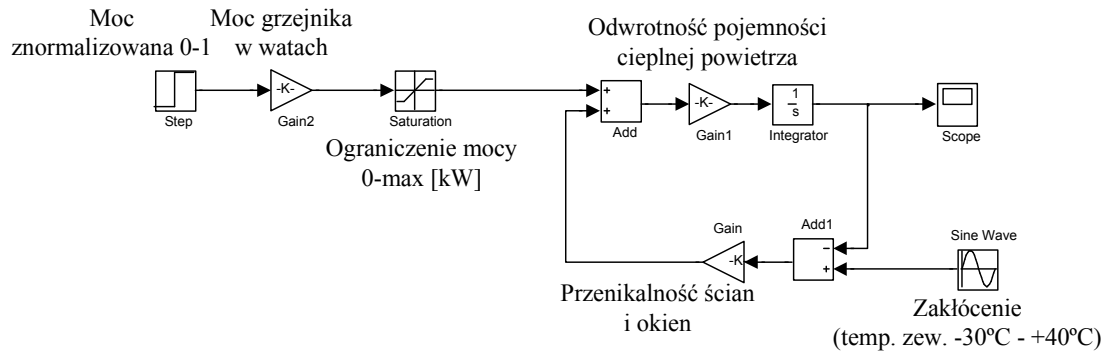 Moc
znormalizowana 0-1
Moc grzejnika
w watach
Odwrotność pojemności
cieplnej powietrza
Step
-K-
Gain2
Saturation
Ograniczenie mocy
0-max [kW]
+
+
Add
-K-
Gain1
1
s
Integrator
Scope
Gain
-K
Przenikalność ścian
i okien
Add1
−
+
Sine Wave
Zakłócenie
(temp. zew. -30ºC - +40ºC)